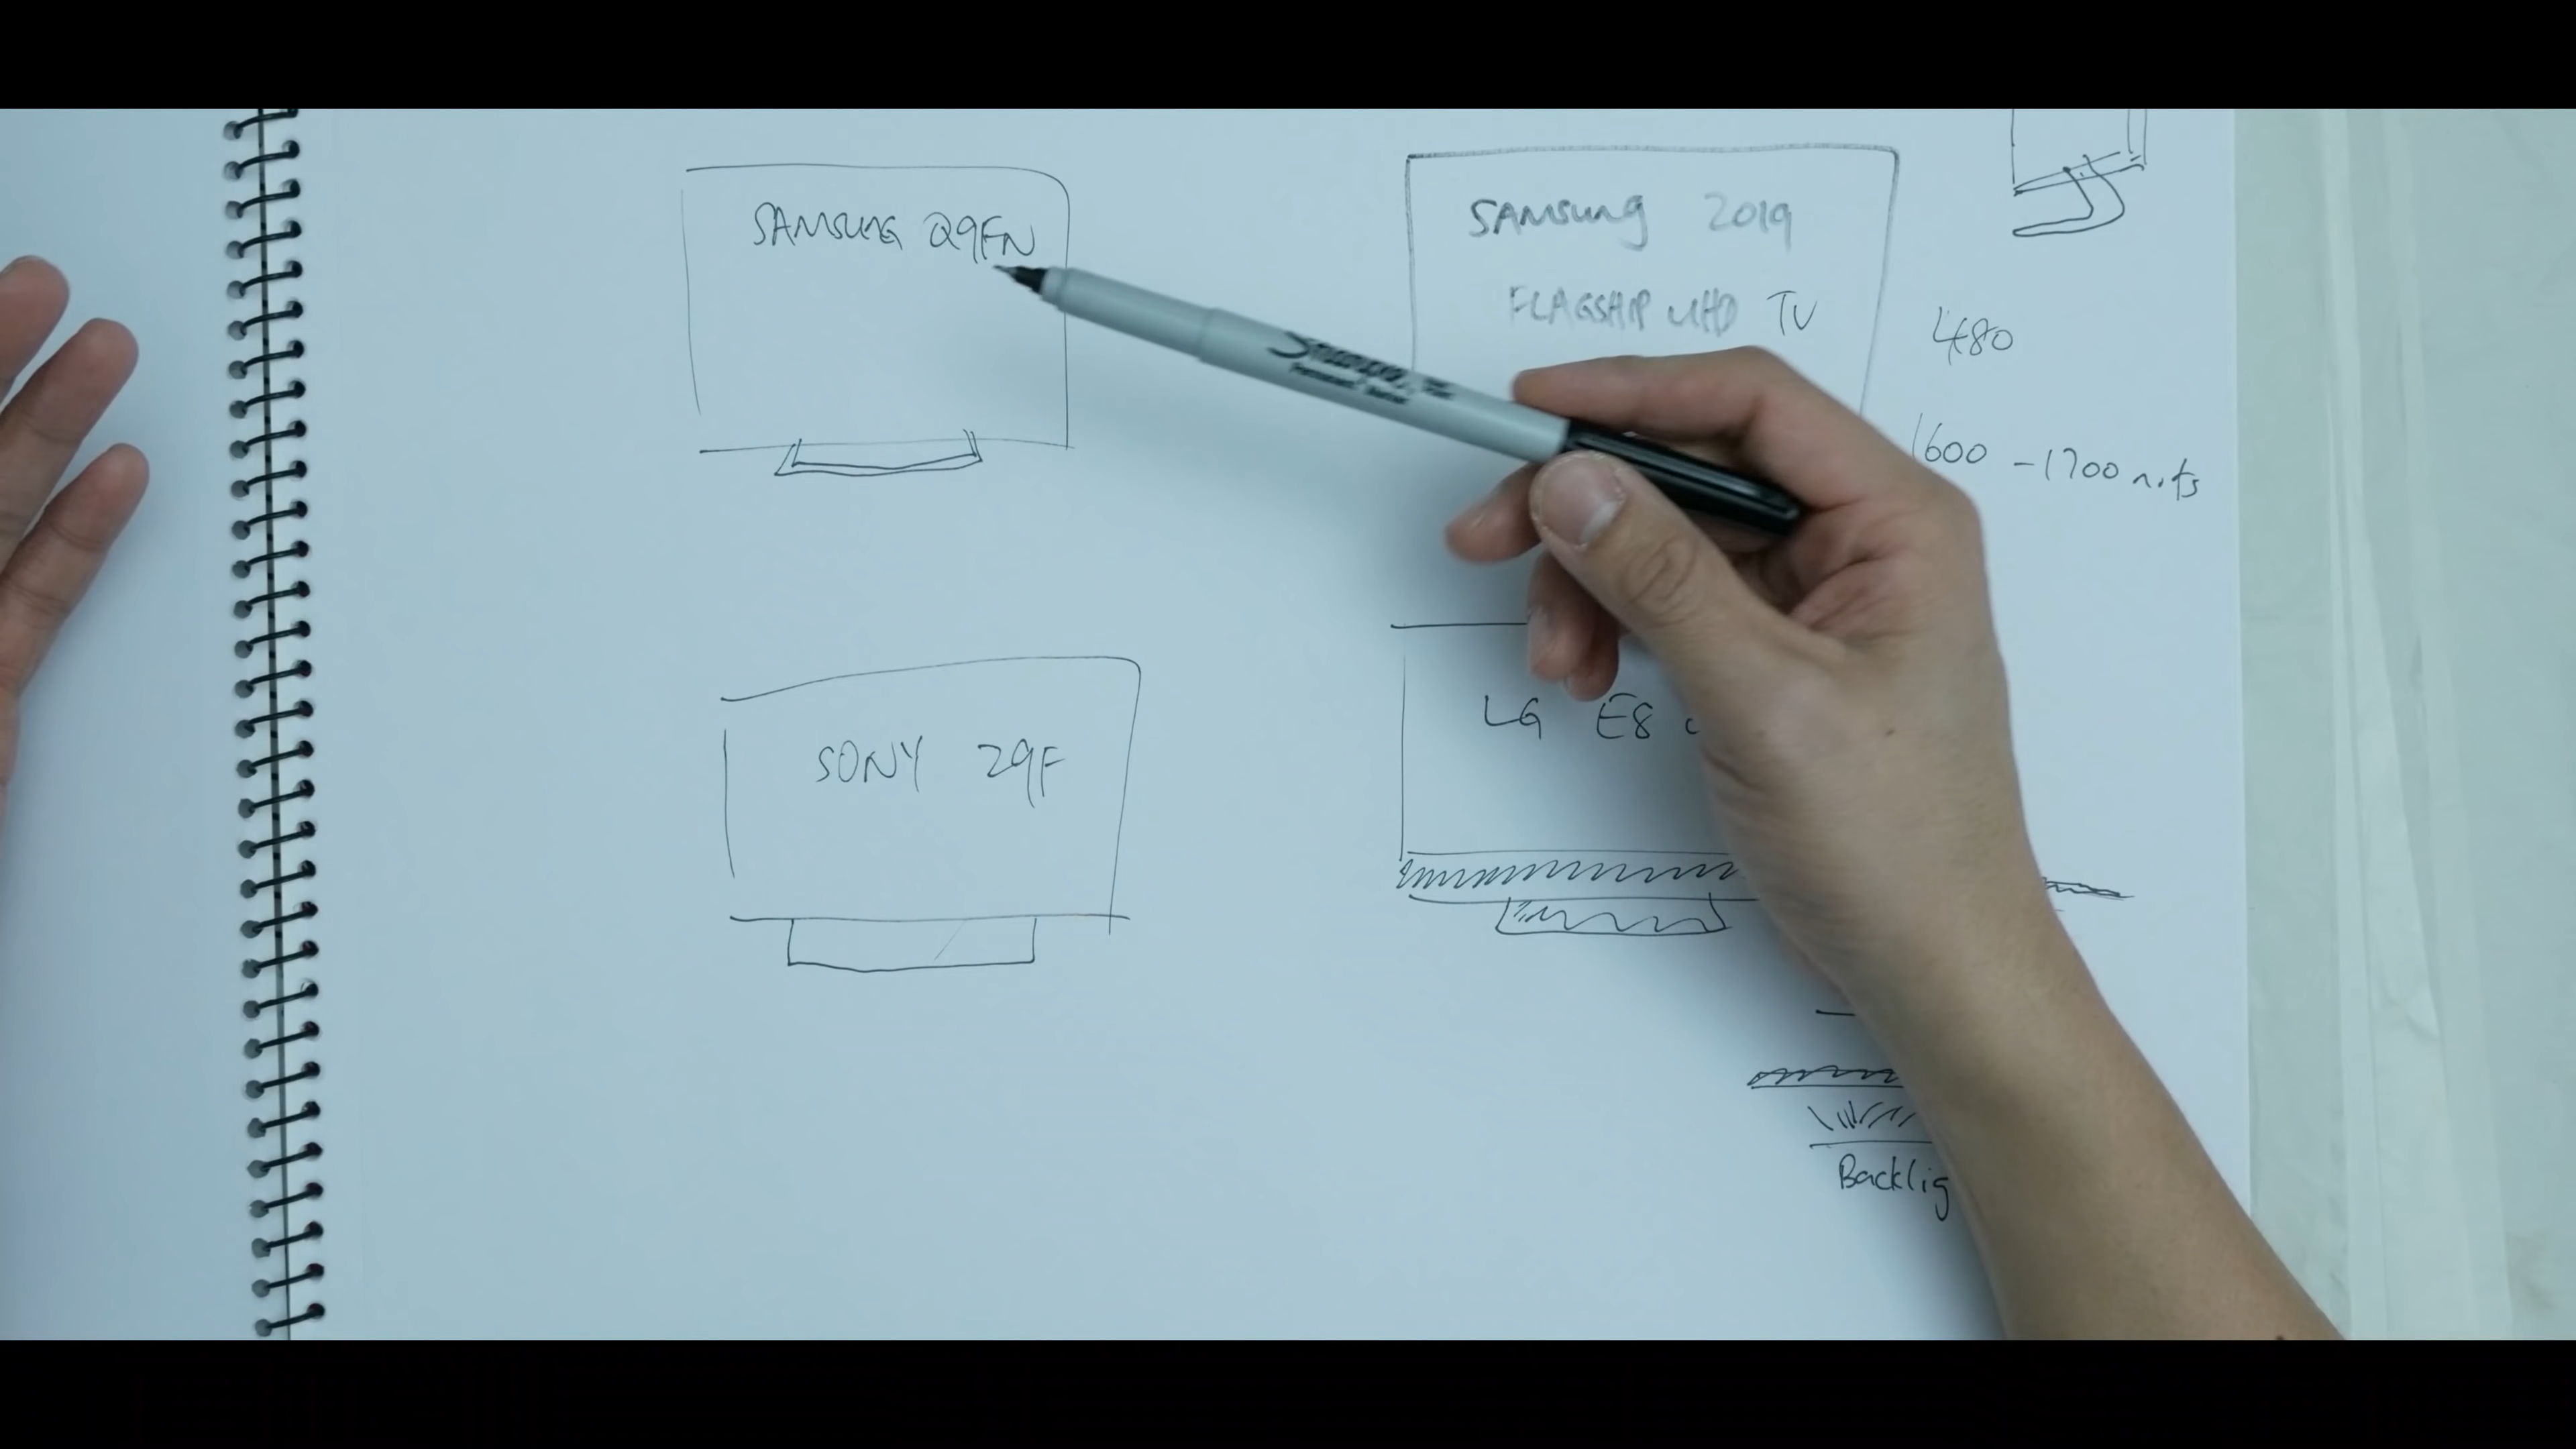 SAMSUNG Q9FN
SAMSUNG 2019
FLAGSHIP UHD TV
480
1600 - 1700 nits
SONY Z9F
LG E8
Backlig